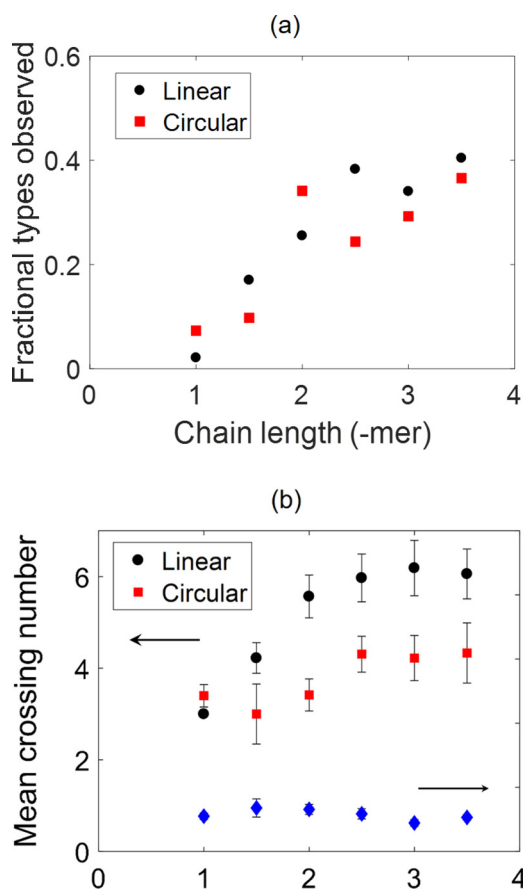 (a)
Fractional types observed
0.6
0.4
0.2
0
Linear
Circular
0
1
2
3
4
Chain length (-mer)
(b)
Mean crossing number
6
4
2
0
Linear
Circular
0
1
2
3
4